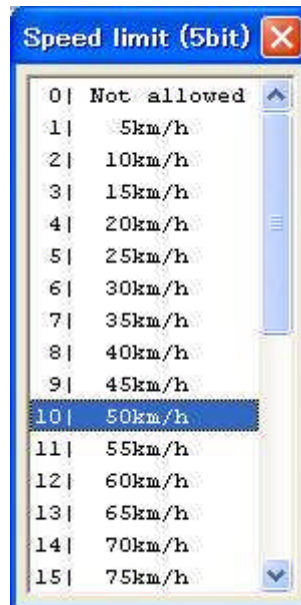 Speed limit (5bit)
0| Not allowed
1| 5km/h
2| 10km/h
3| 15km/h
4| 20km/h
5| 25km/h
6| 30km/h
7| 35km/h
8| 40km/h
9| 45km/h
10| 50km/h
11| 55km/h
12| 60km/h
13| 65km/h
14| 70km/h
15| 75km/h